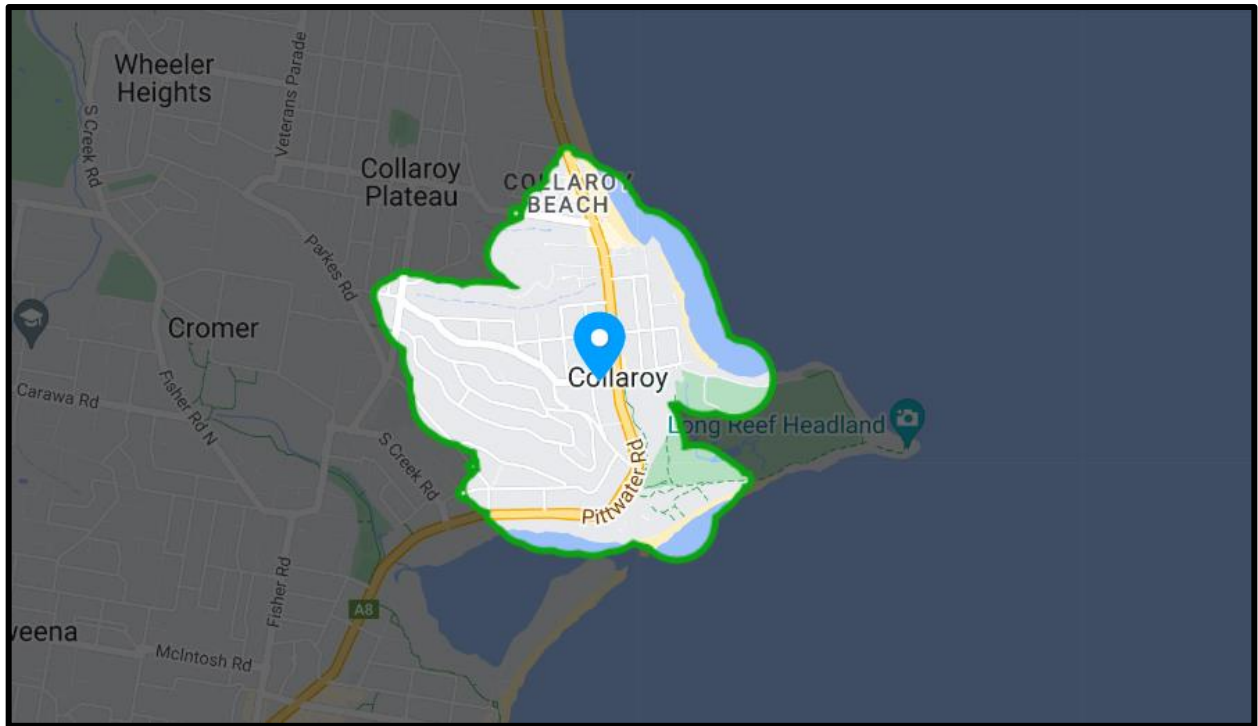 Wheeler
Heights
S Creek Rd
Veterans Parade
Collaroy
Plateau
COLLAROY
BEACH
Parkes Rd
Cromer
Carawa Rd
Fisher Rd N
S Creek Rd
Collaroy
Long Reef Headland
Pittwater Rd
Fisher Rd
A8
veena
McIntosh Rd